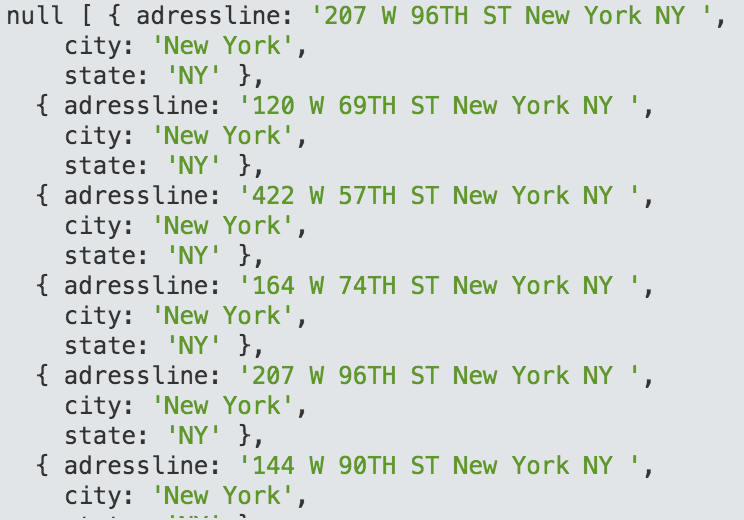 null [ { adressline: '207 W 96TH ST New York NY ',
city: 'New York',
state: 'NY' },
{ adressline: '120 W 69TH ST New York NY ',
city: 'New York',
state: 'NY' },
{ adressline: '422 W 57TH ST New York NY ',
city: 'New York',
state: 'NY' },
{ adressline: '164 W 74TH ST New York NY ',
city: 'New York',
state: 'NY' },
{ adressline: '207 W 96TH ST New York NY ',
city: 'New York',
state: 'NY' },
{ adressline: '144 W 90TH ST New York NY ',
city: 'New York',